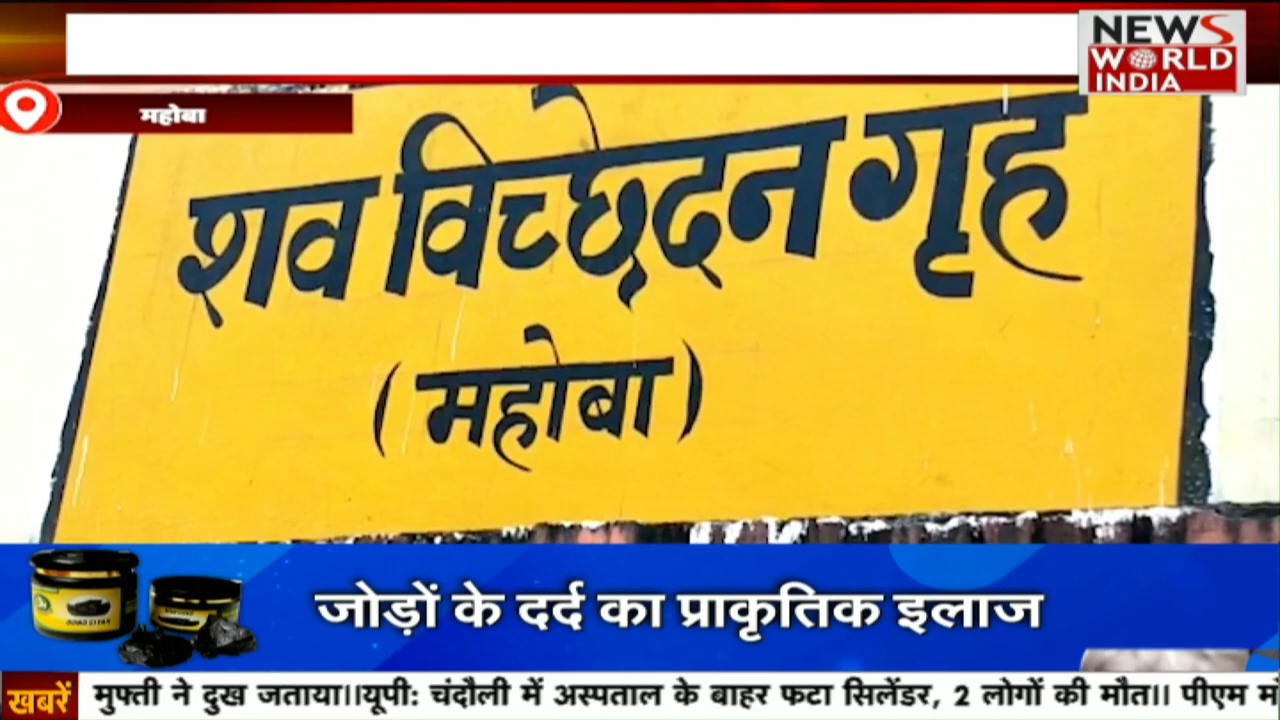 NEWS
WORLD
INDIA
महोबा
शव विच्छेदन गृह
( महोबा )
जोड़ों के दर्द का प्राकृतिक इलाज
खबरें
मुफ्ती ने दुख जताया।।यूपी: चंदौली में अस्पताल के बाहर फटा सिलेंडर, 2 लोगों की मौत।। पीएम